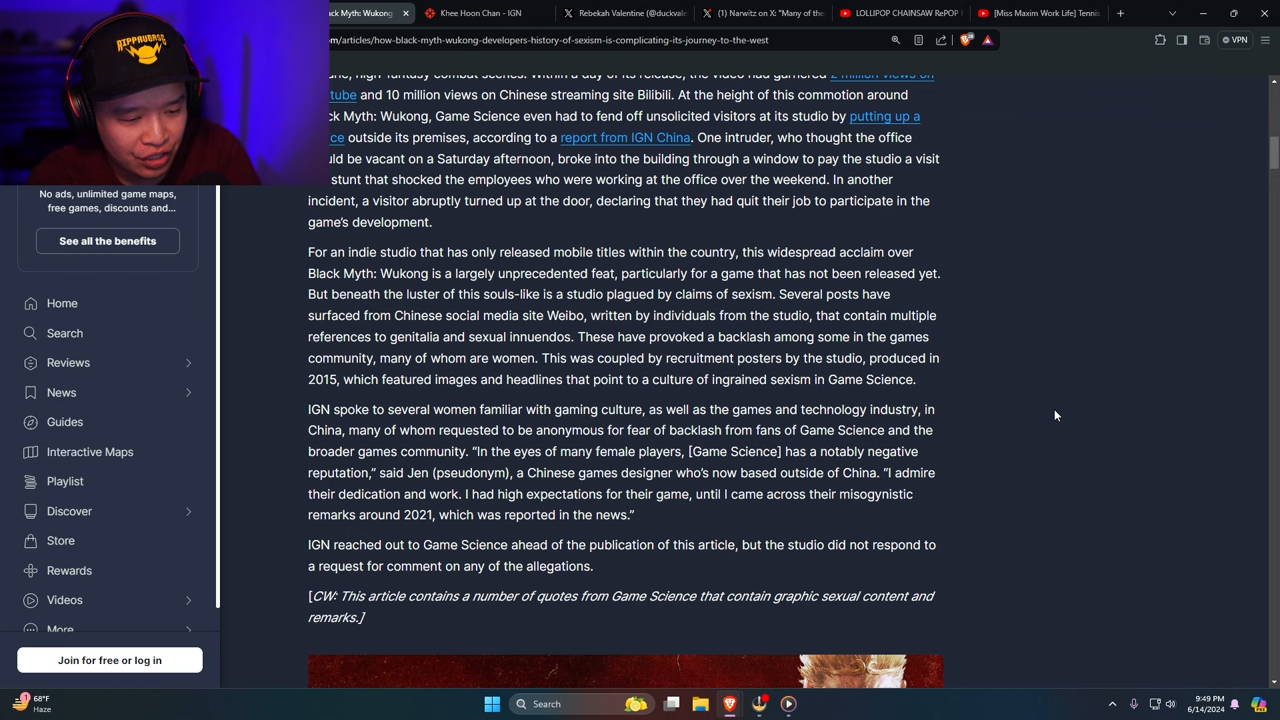 RIPPAVERSE
Black Myth: Wukong
Khee Hoon Chan - IGN
Rebekah Valentine (@duckvale
(1) Narwitz on X: "Many of the
LOLLIPOP CHAINSAW RePOP
[Miss Maxim Work Life] Tennis
/articles/how-black-myth-wukong-developers-history-of-sexism-is-complicating-its-journey-to-the-west
VPN
high-fantasy combat scenes. Within a day of its release, the video had garnered 2 million views on
tube and 10 million views on Chinese streaming site Bilibili. At the height of this commotion around
Myth: Wukong, Game Science even had to fend off unsolicited visitors at its studio by putting up a
outside its premises, according to a report from IGN China. One intruder, who thought the office
be vacant on a Saturday afternoon, broke into the building through a window to pay the studio a visit
stunt that shocked the employees who were working at the office over the weekend. In another
incident, a visitor abruptly turned up at the door, declaring that they had quit their job to participate in the
game's development.
For an indie studio that has only released mobile titles within the country, this widespread acclaim over
Black Myth: Wukong is a largely unprecedented feat, particularly for a game that has not been released yet.
But beneath the luster of this souls-like is a studio plagued by claims of sexism. Several posts have
surfaced from Chinese social media site Weibo, written by individuals from the studio, that contain multiple
references to genitalia and sexual innuendos. These have provoked a backlash among some in the games
community, many of whom are women. This was coupled by recruitment posters by the studio, produced in
2015, which featured images and headlines that point to a culture of ingrained sexism in Game Science.
IGN spoke to several women familiar with gaming culture, as well as the games and technology industry, in
China, many of whom requested to be anonymous for fear of backlash from fans of Game Science and the
broader games community. "In the eyes of many female players, [Game Science] has a notably negative
reputation," said Jen (pseudonym), a Chinese games designer who's now based outside of China. "I admire
their dedication and work. I had high expectations for their game, until I came across their misogynistic
remarks around 2021, which was reported in the news."
IGN reached out to Game Science ahead of the publication of this article, but the studio did not respond to
a request for comment on any of the allegations.
[CW: This article contains a number of quotes from Game Science that contain graphic sexual content and
remarks.]
No ads, unlimited game maps,
free games, discounts and...
See all the benefits
Home
Search
Reviews
News
Guides
Interactive Maps
Playlist
Discover
Store
Rewards
Videos
More
Join for free or log in
1
68°F
Haze
Search
9:49 PM
6/14/2024